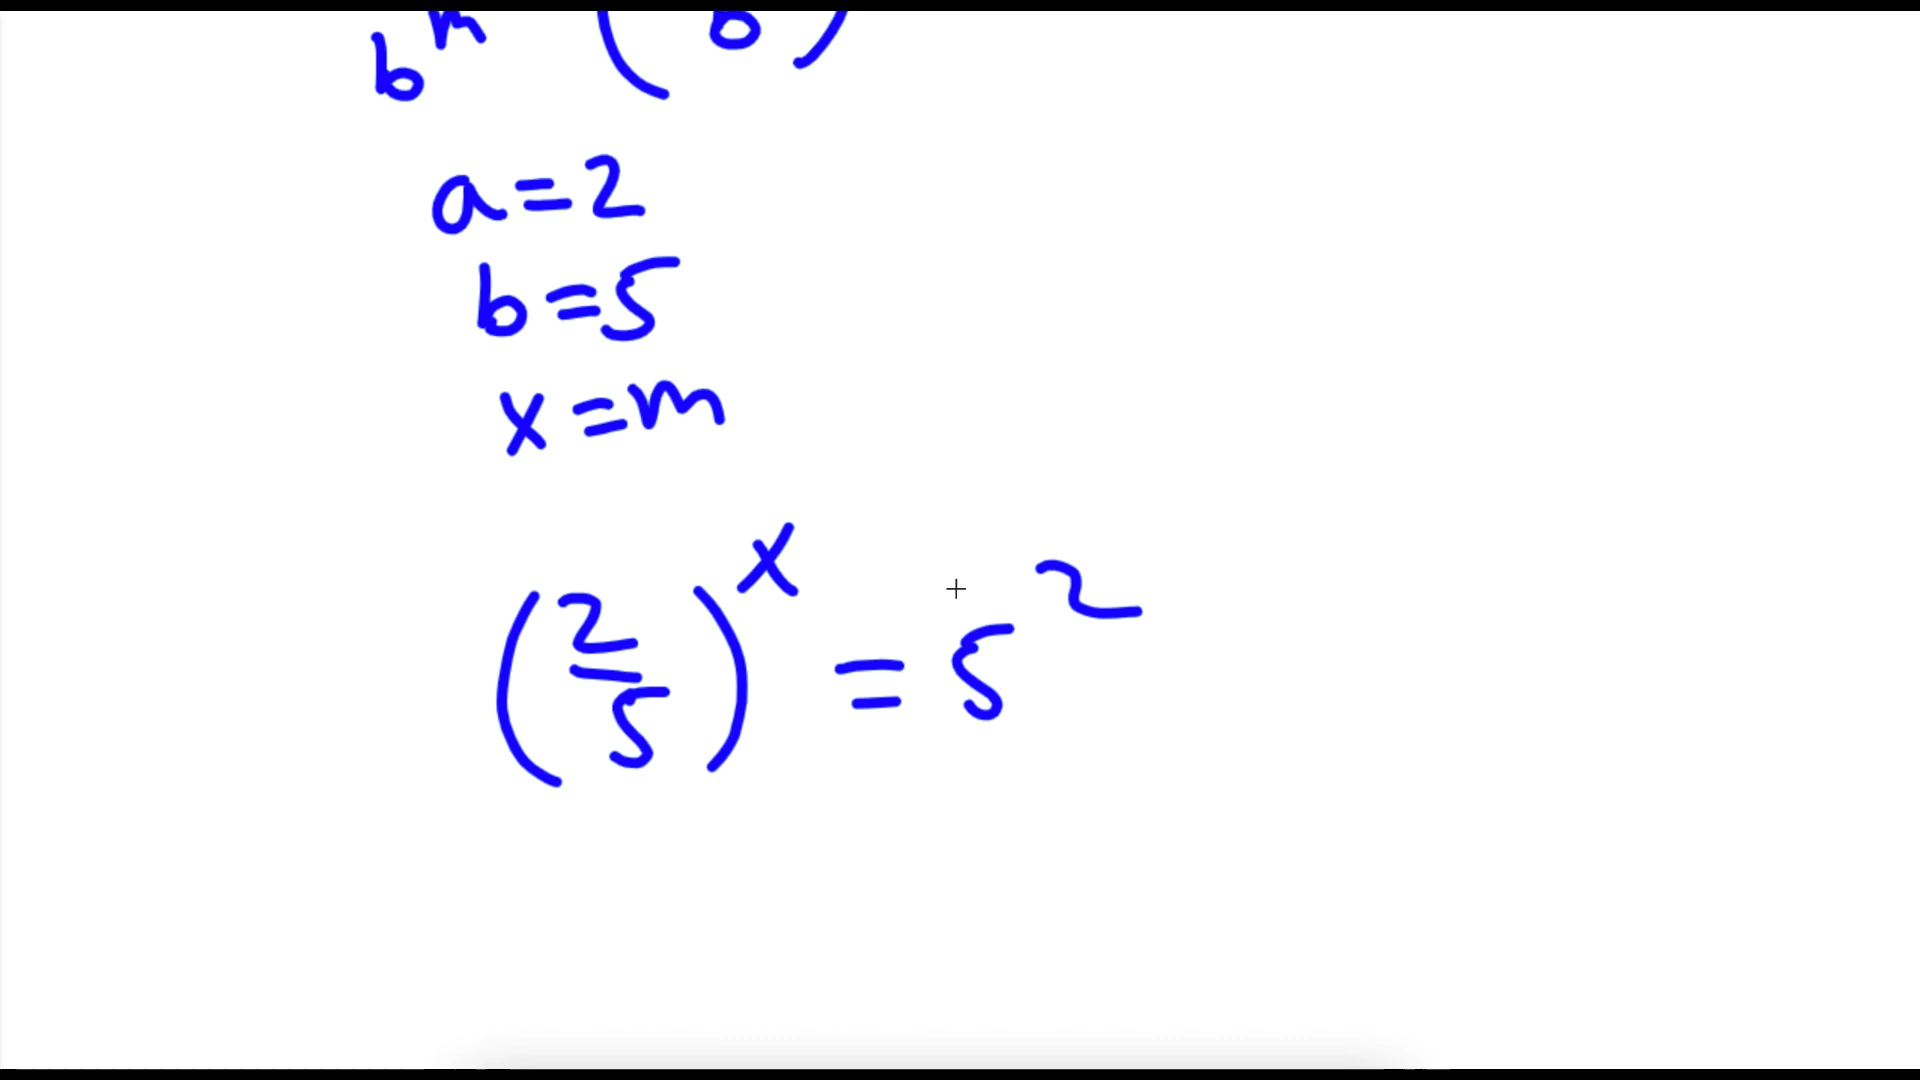 b^m ( b )
a=2
b=5
x=m
(2/5)^x = 5^2